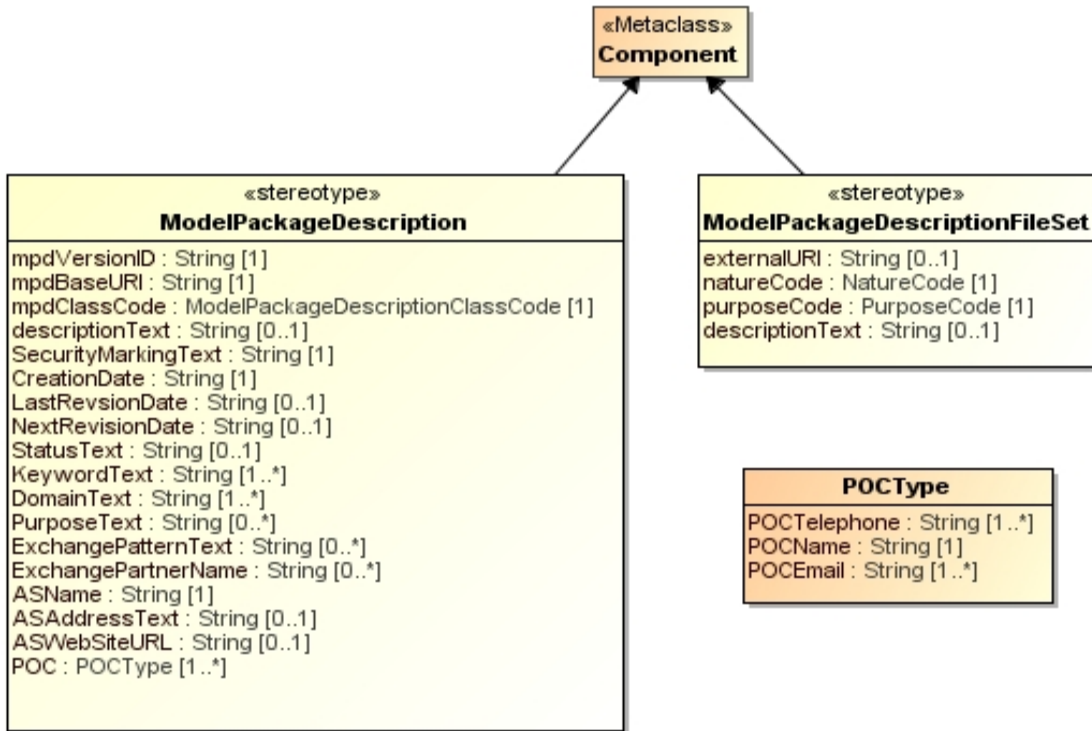 «Metaclass»
Component
«stereotype»
ModelPackageDescription
mpdVersionID : String [1]
mpdBaseURI : String [1]
mpdClassCode : ModelPackageDescriptionClassCode [1]
descriptionText : String [0..1]
SecurityMarkingText : String [1]
CreationDate : String [1]
LastRevsionDate : String [0..1]
NextRevisionDate : String [0..1]
StatusText : String [0..1]
KeywordText : String [1..*]
DomainText : String [1..*]
PurposeText : String [0..*]
ExchangePatternText : String [0..*]
ExchangePartnerName : String [0..*]
ASName : String [1]
ASAddressText : String [0..1]
ASWebSiteURL : String [0..1]
POC : POCType [1..*]
«stereotype»
ModelPackageDescriptionFileSet
externalURI : String [0..1]
natureCode : NatureCode [1]
purposeCode : PurposeCode [1]
descriptionText : String [0..1]
POCType
POCTelephone : String [1..*]
POCName : String [1]
POCEmail : String [1..*]